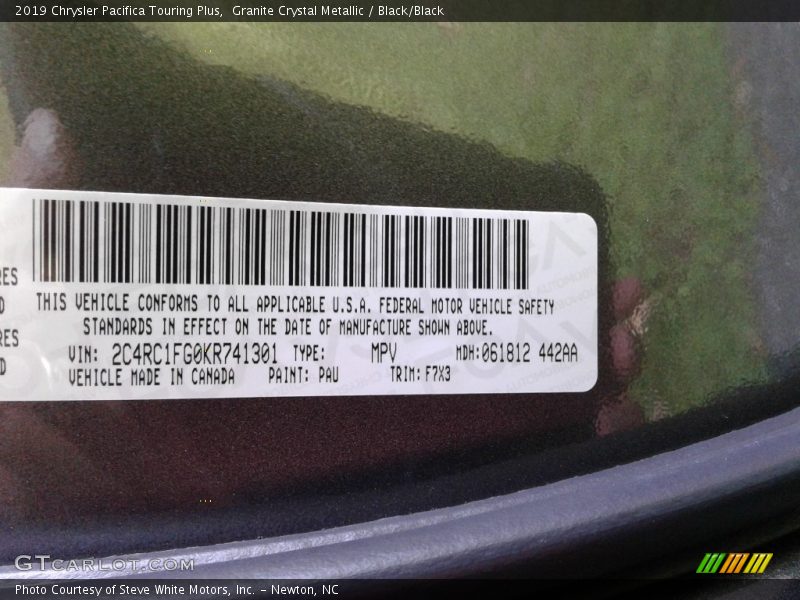 2019 Chrysler Pacifica Touring Plus,  Granite Crystal Metallic / Black/Black
RES
THIS VEHICLE CONFORMS TO ALL APPLICABLE U.S.A. FEDERAL MOTOR VEHICLE SAFETY
STANDARDS IN EFFECT ON THE DATE OF MANUFACTURE SHOWN ABOVE.
RES
VIN: 2C4RC1FG0KR741301 TYPE: MPV MDH:061812 442AA
D
VEHICLE MADE IN CANADA PAINT: PAU TRIM: F7X3
GTCARLOT.COM
Photo Courtesy of Steve White Motors, Inc. – Newton, NC